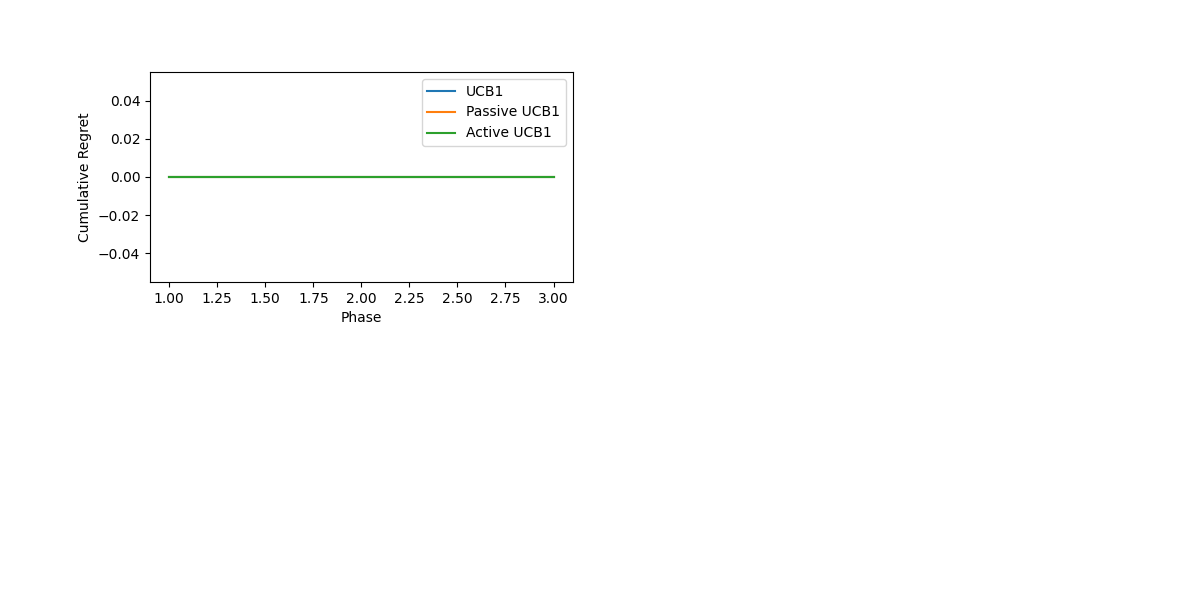 UCB1
Passive UCB1
Active UCB1
Cumulative Regret
0.04
0.02
0.00
−0.02
−0.04
1.00 1.25 1.50 1.75 2.00 2.25 2.50 2.75 3.00
Phase